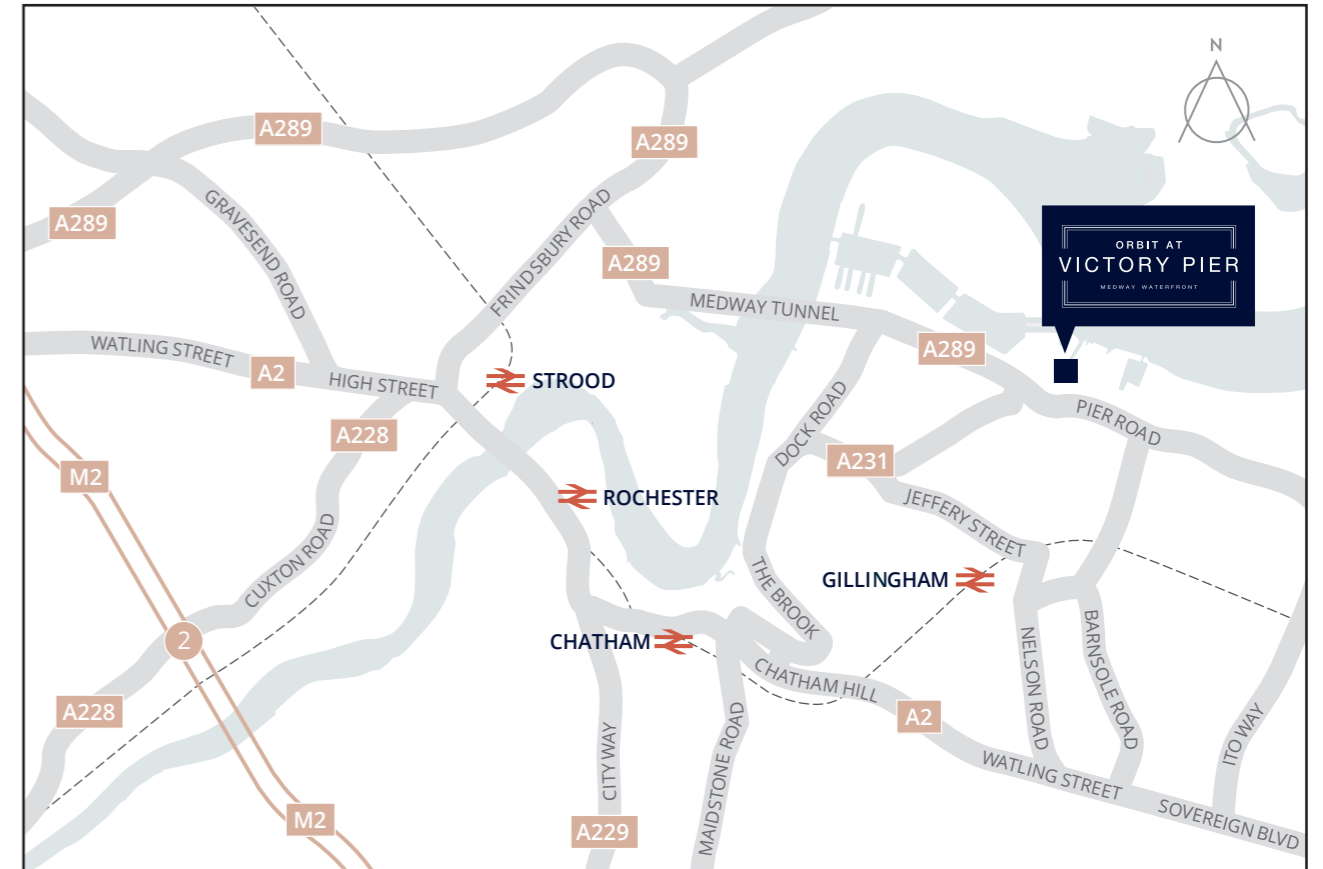 N
A289
A289
A289
GRAVESEND ROAD
FRINDSBURY ROAD
ORBIT AT
VICTORY PIER
MEDWAY WATERFRONT
A289
MEDWAY TUNNEL
A289
WATLING STREET
A2
HIGH STREET
STROOD
A228
DOCK ROAD
PIER ROAD
A231
M2
ROCHESTER
JEFFERY STREET
CUXTON ROAD
THE BROOK
GILLINGHAM
2
CHATHAM
CHATHAM HILL
NELSON ROAD
BARNSOLE ROAD
A228
A2
CITY WAY
MAIDSTONE ROAD
ITO WAY
WATLING STREET
SOVEREIGN BLVD
M2
A229